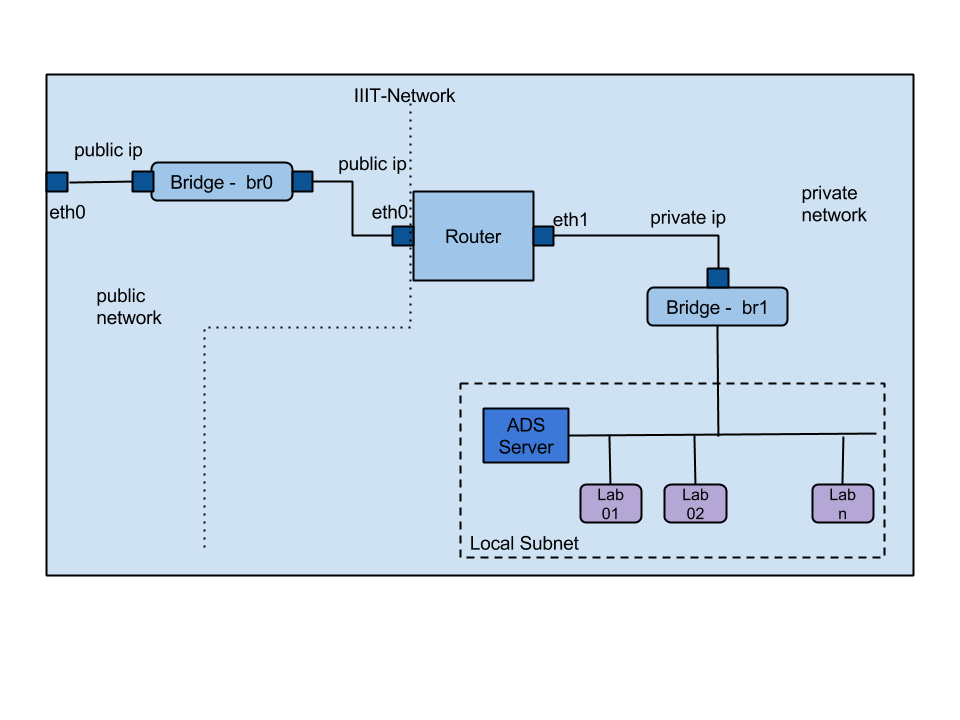 IIIT-Network
public ip
public ip
Bridge - br0
eth0
eth0
Router
eth1
private ip
private
network
public
network
Bridge - br1
ADS
Server
Lab
01
Lab
02
Lab
n
Local Subnet